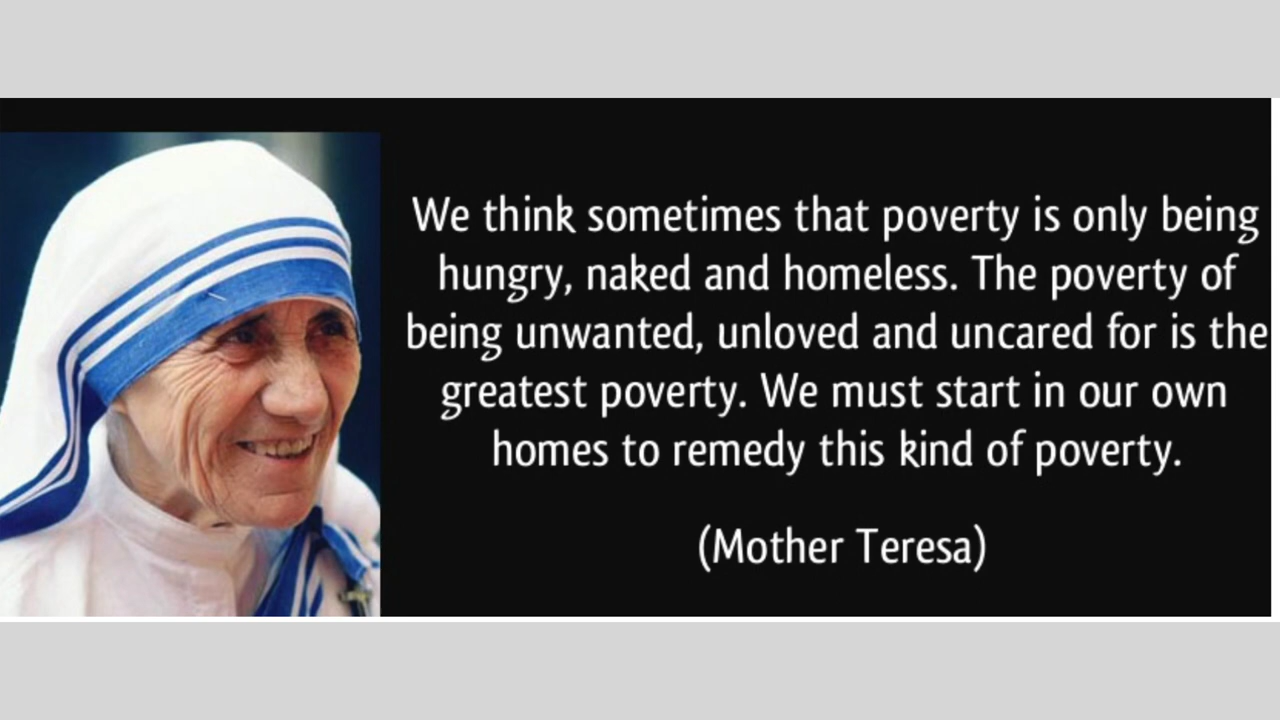 We think sometimes that poverty is only being
hungry, naked and homeless. The poverty of
being unwanted, unloved and uncared for is the
greatest poverty. We must start in our own
homes to remedy this kind of poverty.
(Mother Teresa)